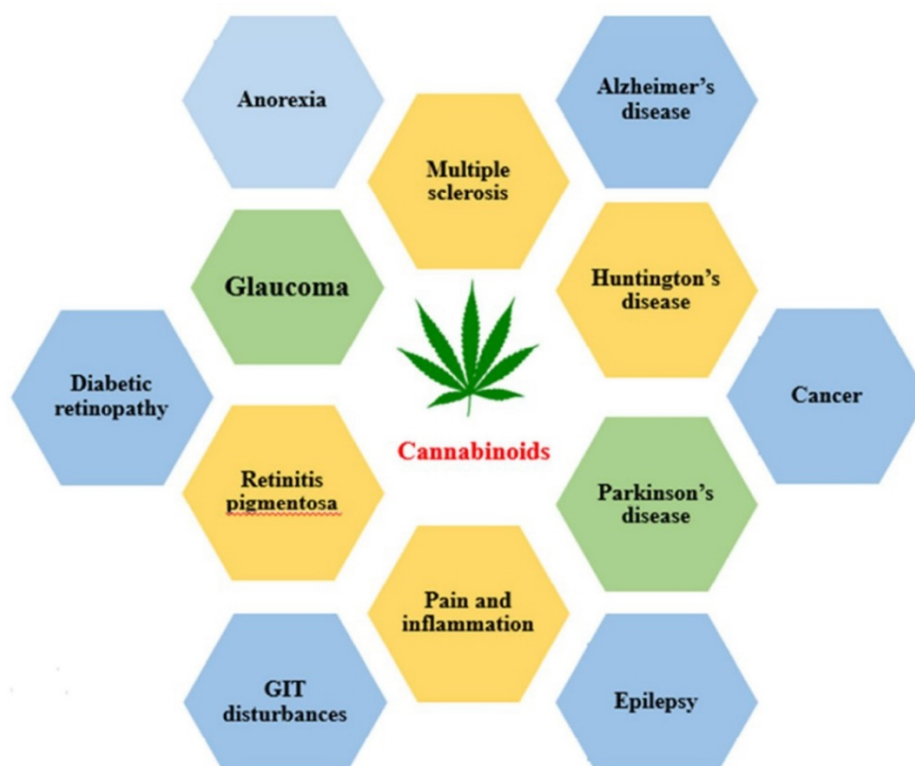 Anorexia
Alzheimer's
disease
Multiple
sclerosis
Glaucoma
Huntington's
disease
Diabetic
retinopathy
Cancer
Cannabinoids
Retinitis
pigmentosa
Parkinson's
disease
Pain and
inflammation
GIT
disturbances
Epilepsy